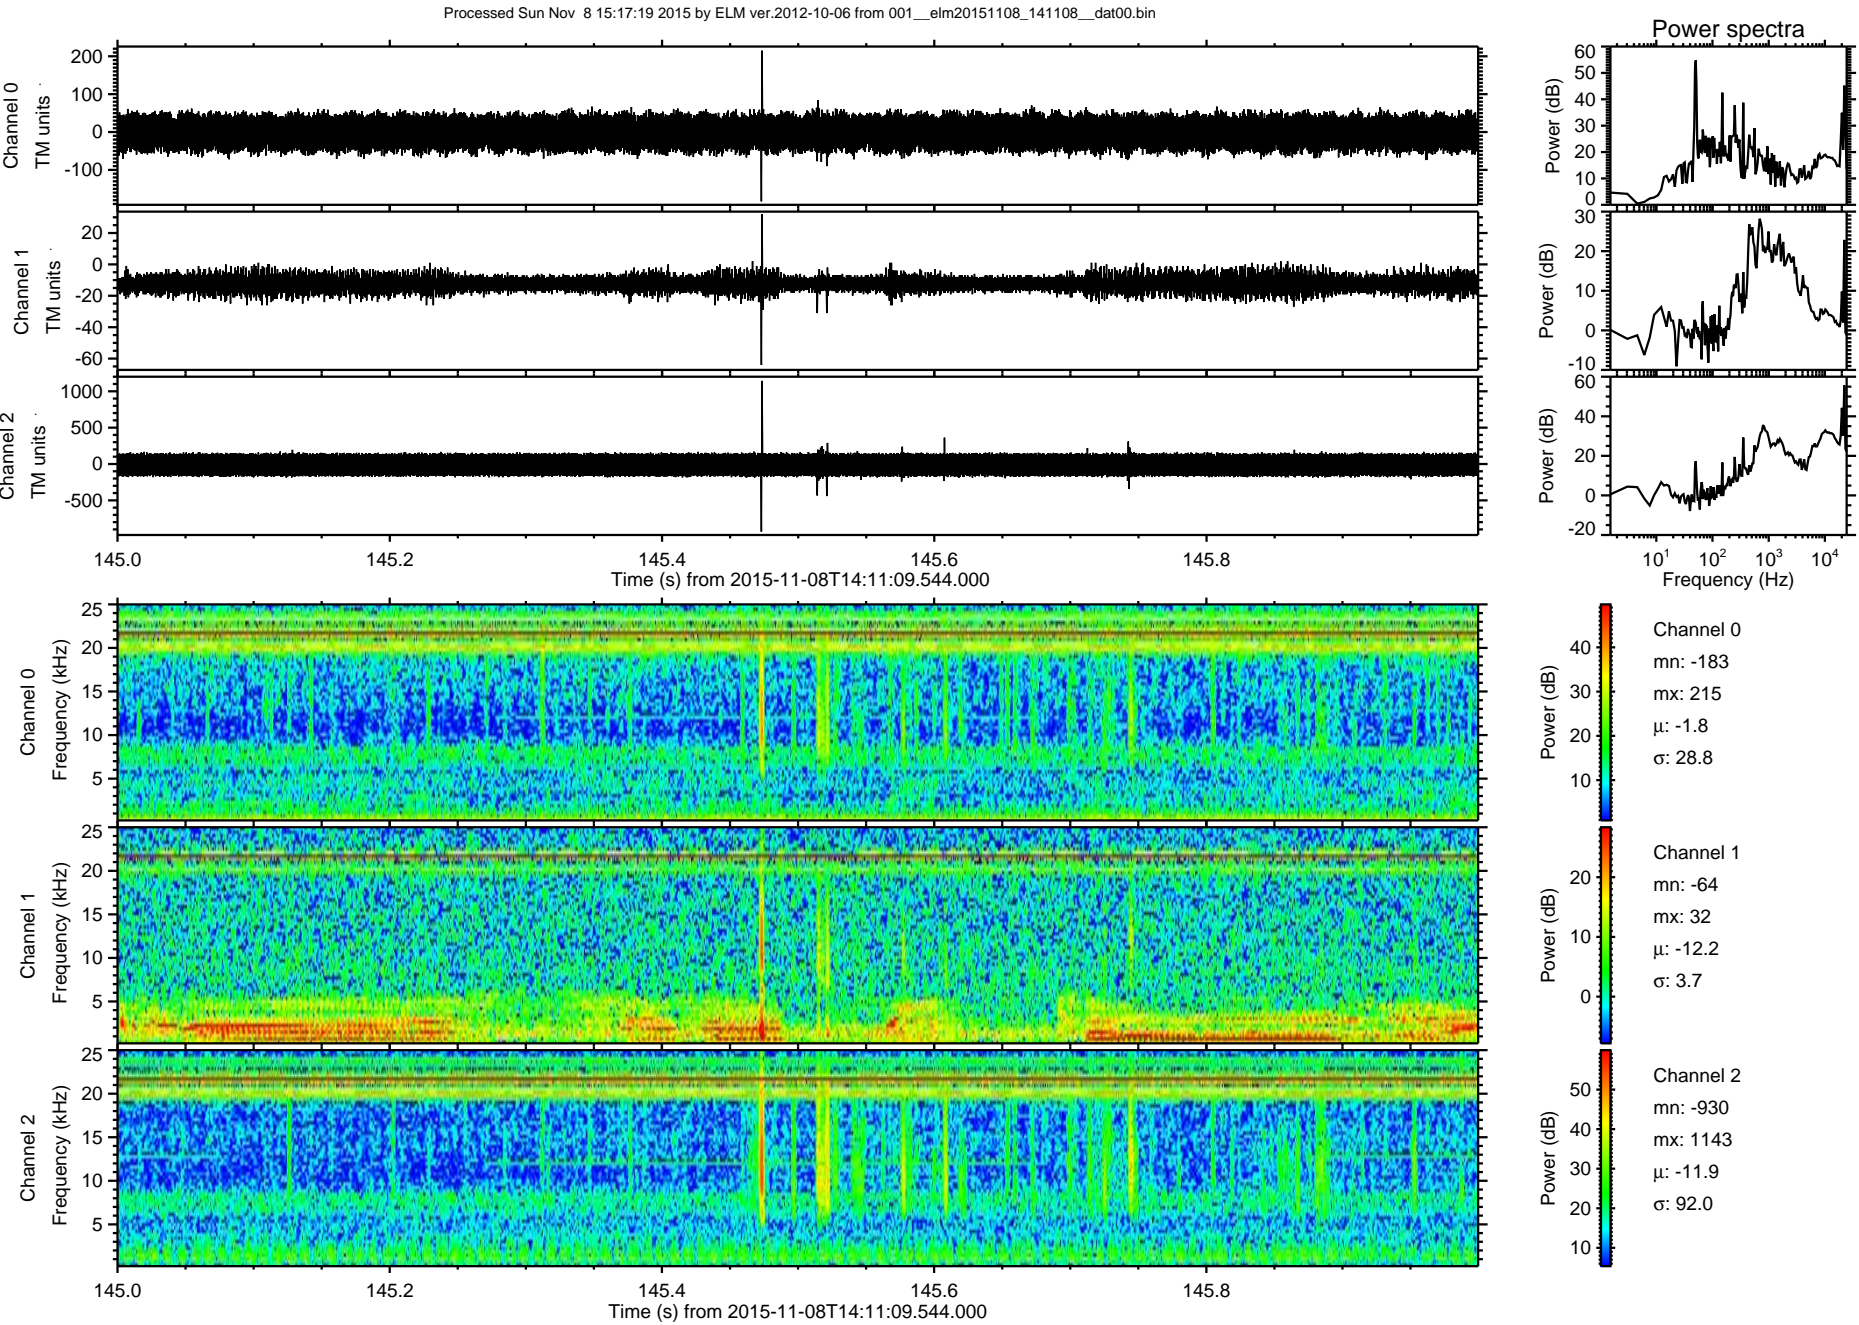 Processed Sun Nov  8 15:17:19 2015 by ELM ver.2012-10-06 from 001__elm20151108_141108__dat00.bin
Power spectra
Channel 0
TM units
200
100
0
-100
Power (dB)
60
50
40
30
20
10
0
Channel 1
TM units
20
0
-20
-40
-60
Power (dB)
30
20
10
0
-10
Channel 2
TM units
1000
500
0
-500
Power (dB)
60
40
20
0
-20
145.0 145.2 145.4 145.6 145.8
Time (s) from 2015-11-08T14:11:09.544.000
10¹ 10² 10³ 10⁴
Frequency (Hz)
Channel 0
Frequency (kHz)
25
20
15
10
5
Power (dB)
40
30
20
10
Channel 0
mn: -183
mx: 215
μ: -1.8
σ: 28.8
Channel 1
Frequency (kHz)
25
20
15
10
5
Power (dB)
20
10
0
Channel 1
mn: -64
mx: 32
μ: -12.2
σ: 3.7
Channel 2
Frequency (kHz)
25
20
15
10
5
Power (dB)
50
40
30
20
10
Channel 2
mn: -930
mx: 1143
μ: -11.9
σ: 92.0
145.0 145.2 145.4 145.6 145.8
Time (s) from 2015-11-08T14:11:09.544.000